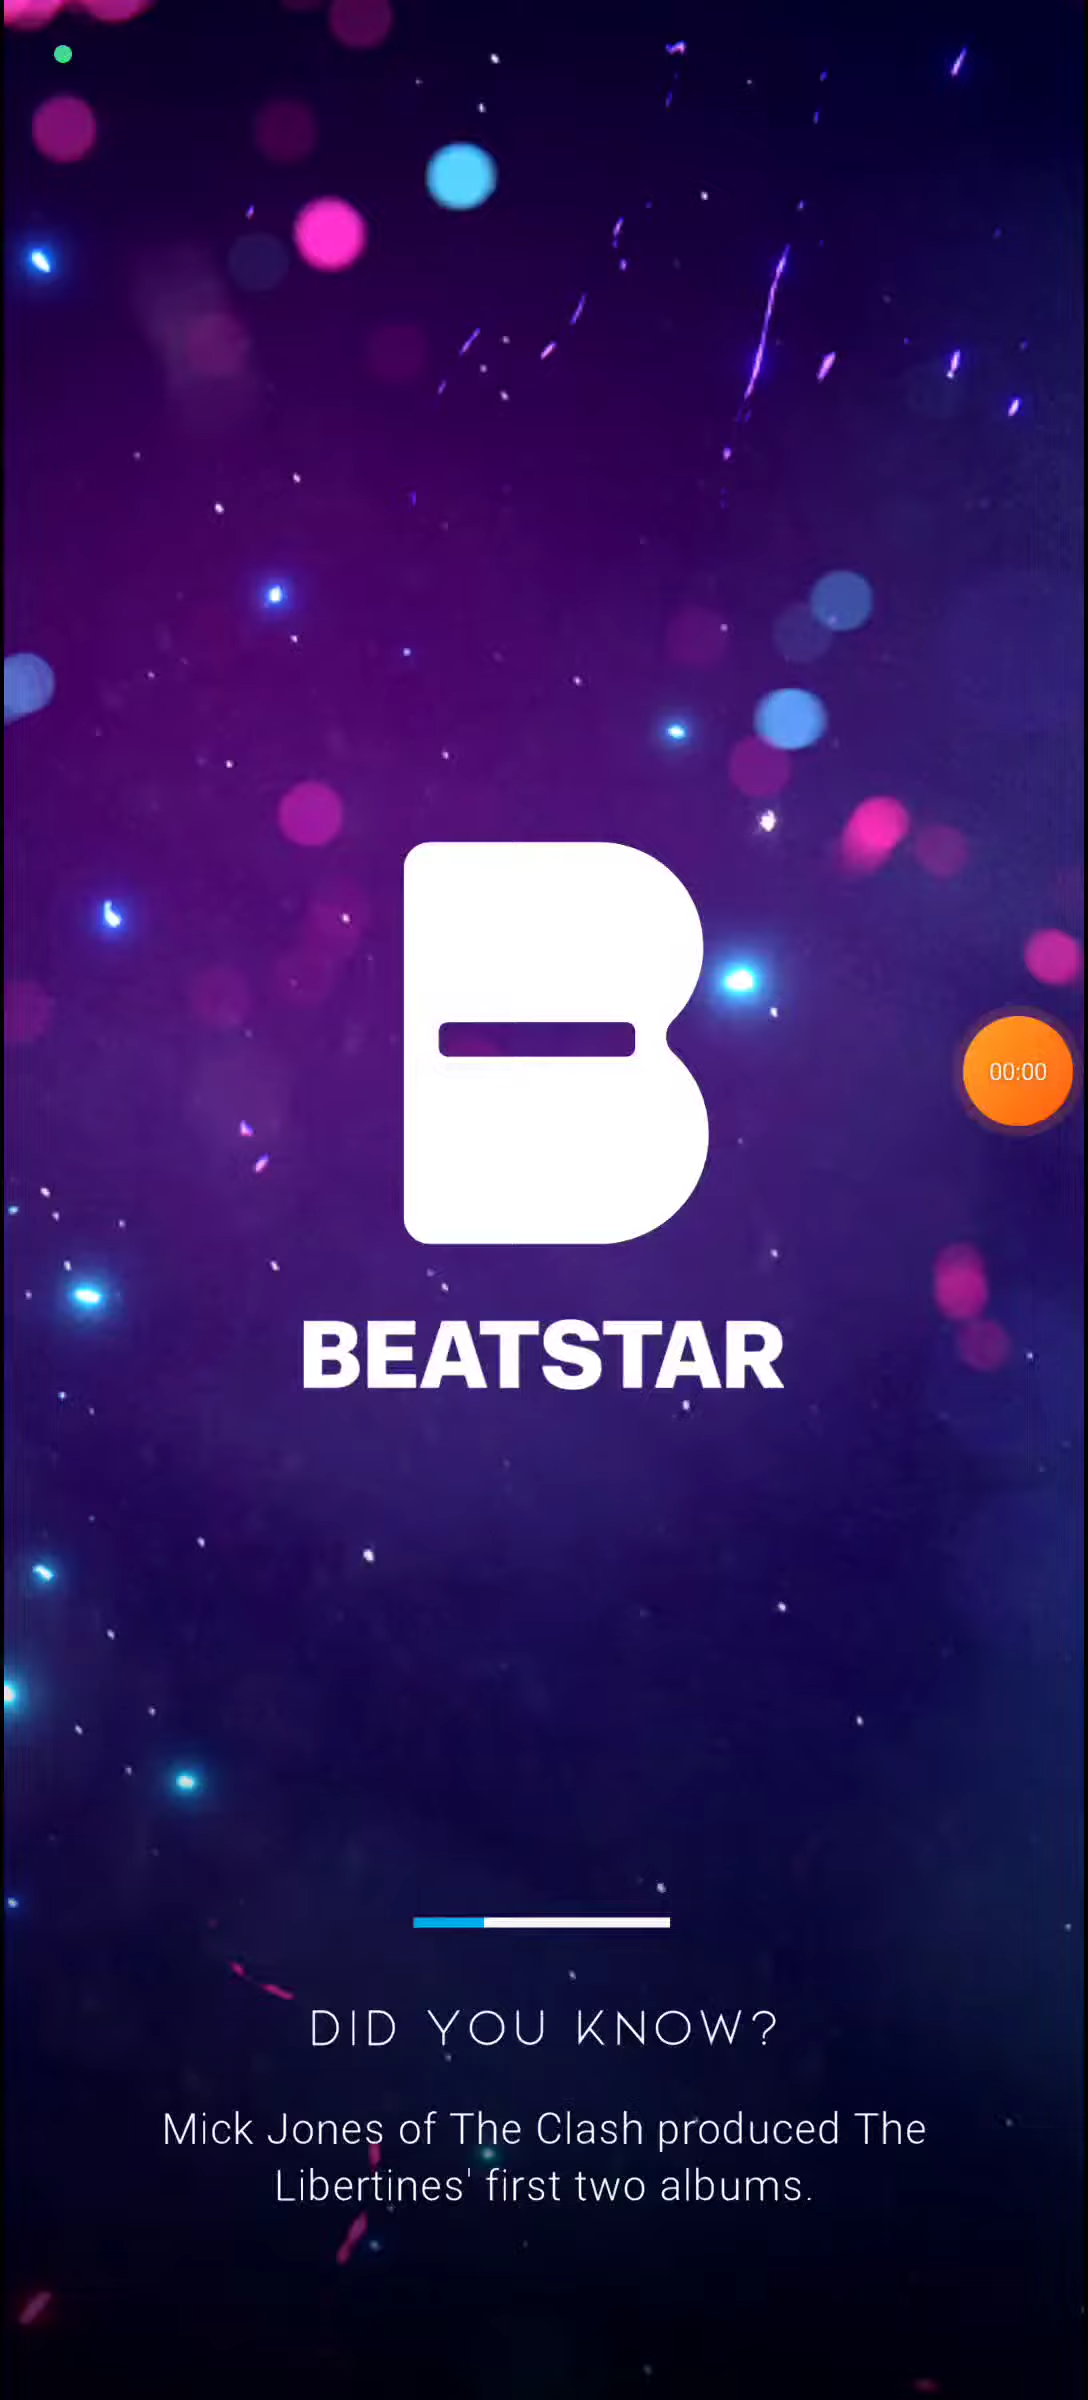 00:00
B
BEATSTAR
DID YOU KNOW?
Mick Jones of The Clash produced The
Libertines' first two albums.